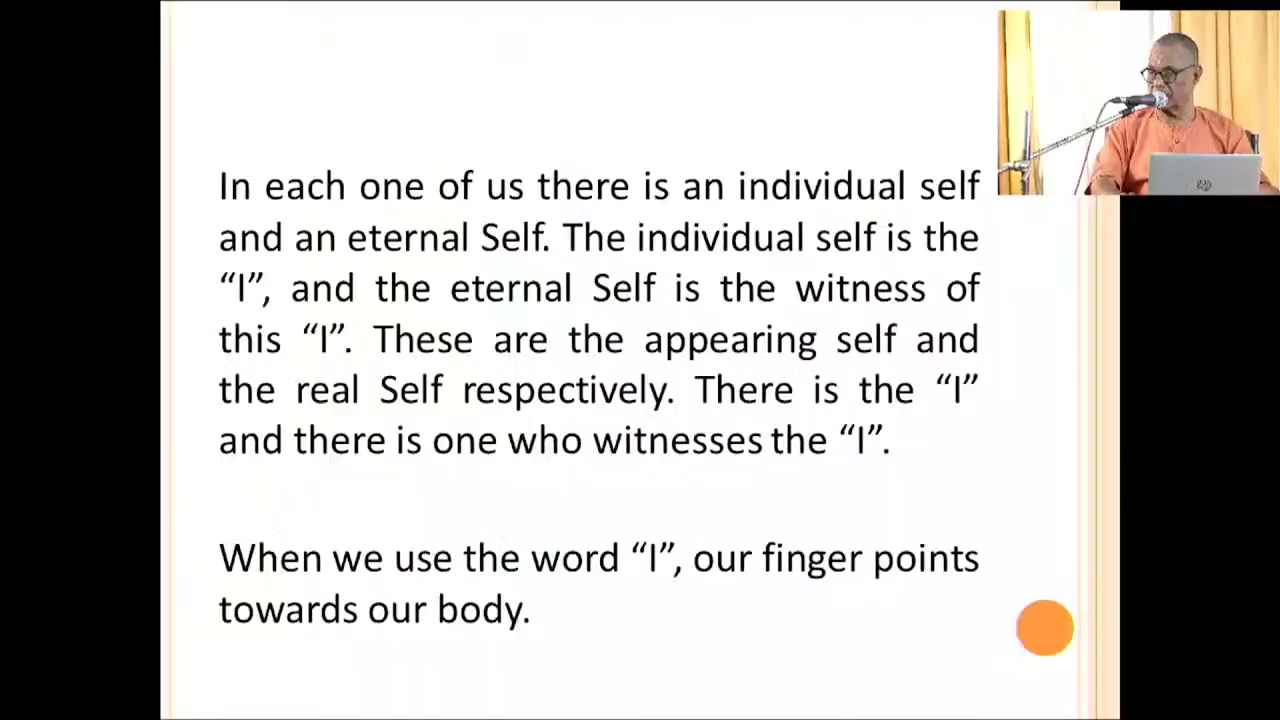 In each one of us there is an individual self
and an eternal Self. The individual self is the
“I”, and the eternal Self is the witness of
this “I”. These are the appearing self and
the real Self respectively. There is the “I”
and there is one who witnesses the “I”.
When we use the word “I”, our finger points
towards our body.
hp